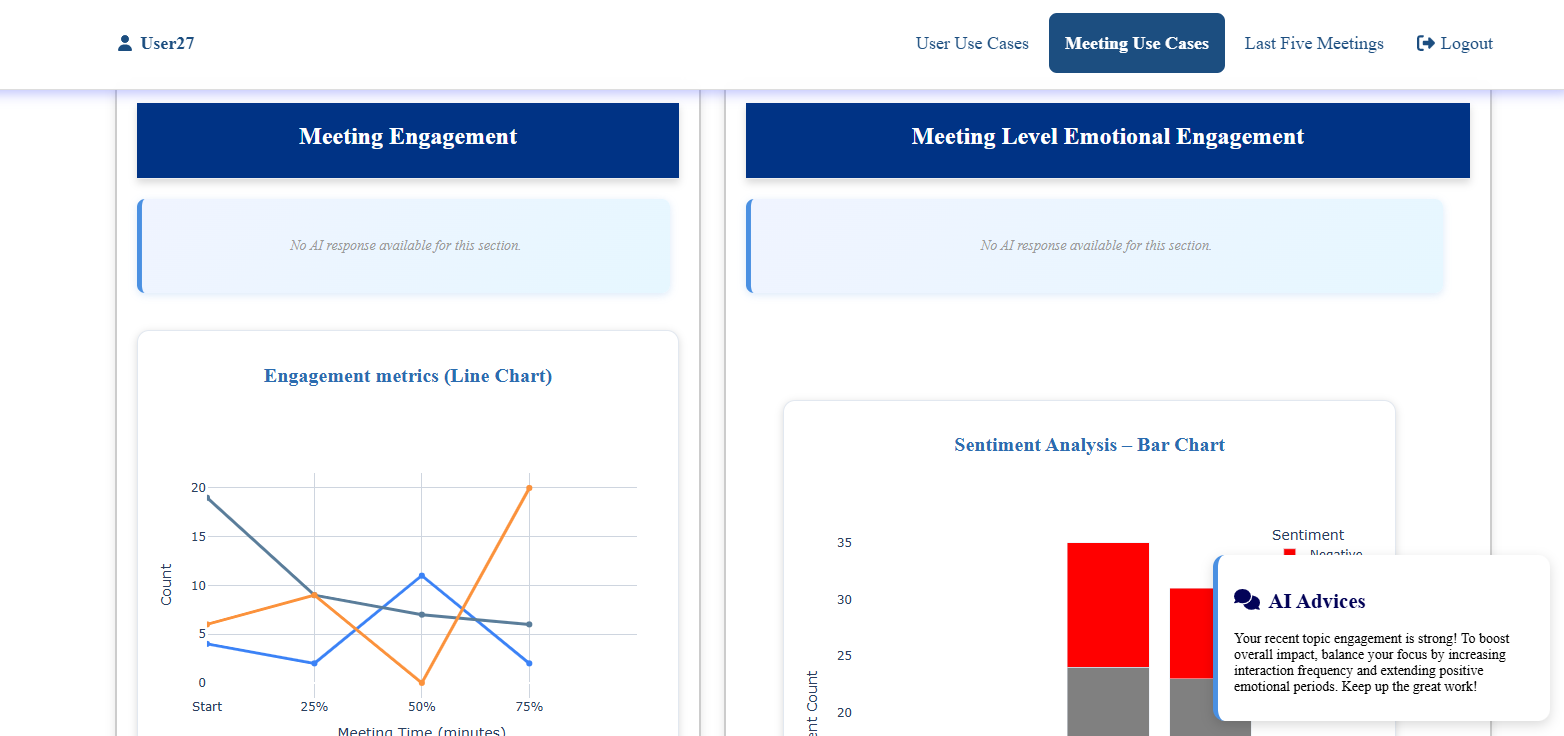 User27
User Use Cases
Meeting Use Cases
Last Five Meetings
Logout
Meeting Engagement
No AI response available for this section.
Engagement metrics (Line Chart)
20
15
10
5
0
Count
Start
25%
50%
75%
Meeting Time (minutes)
Meeting Level Emotional Engagement
No AI response available for this section.
Sentiment Analysis – Bar Chart
Sentiment
Negative
35
30
25
20
Count
AI Advices
Your recent topic engagement is strong! To boost
overall impact, balance your focus by increasing
interaction frequency and extending positive
emotional periods. Keep up the great work!